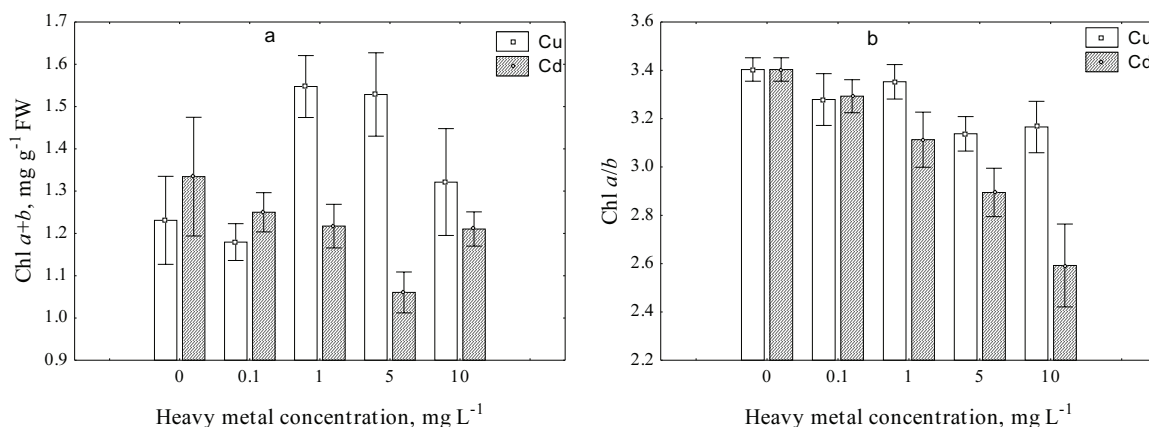 a
Cu
Cd
Chl a+b, mg g⁻¹ FW
1.7
1.6
1.5
1.4
1.3
1.2
1.1
1.0
0.9
0 0.1 1 5 10
Heavy metal concentration, mg L⁻¹
b
Cu
Cd
Chl a/b
3.6
3.4
3.2
3.0
2.8
2.6
2.4
2.2
0 0.1 1 5 10
Heavy metal concentration, mg L⁻¹